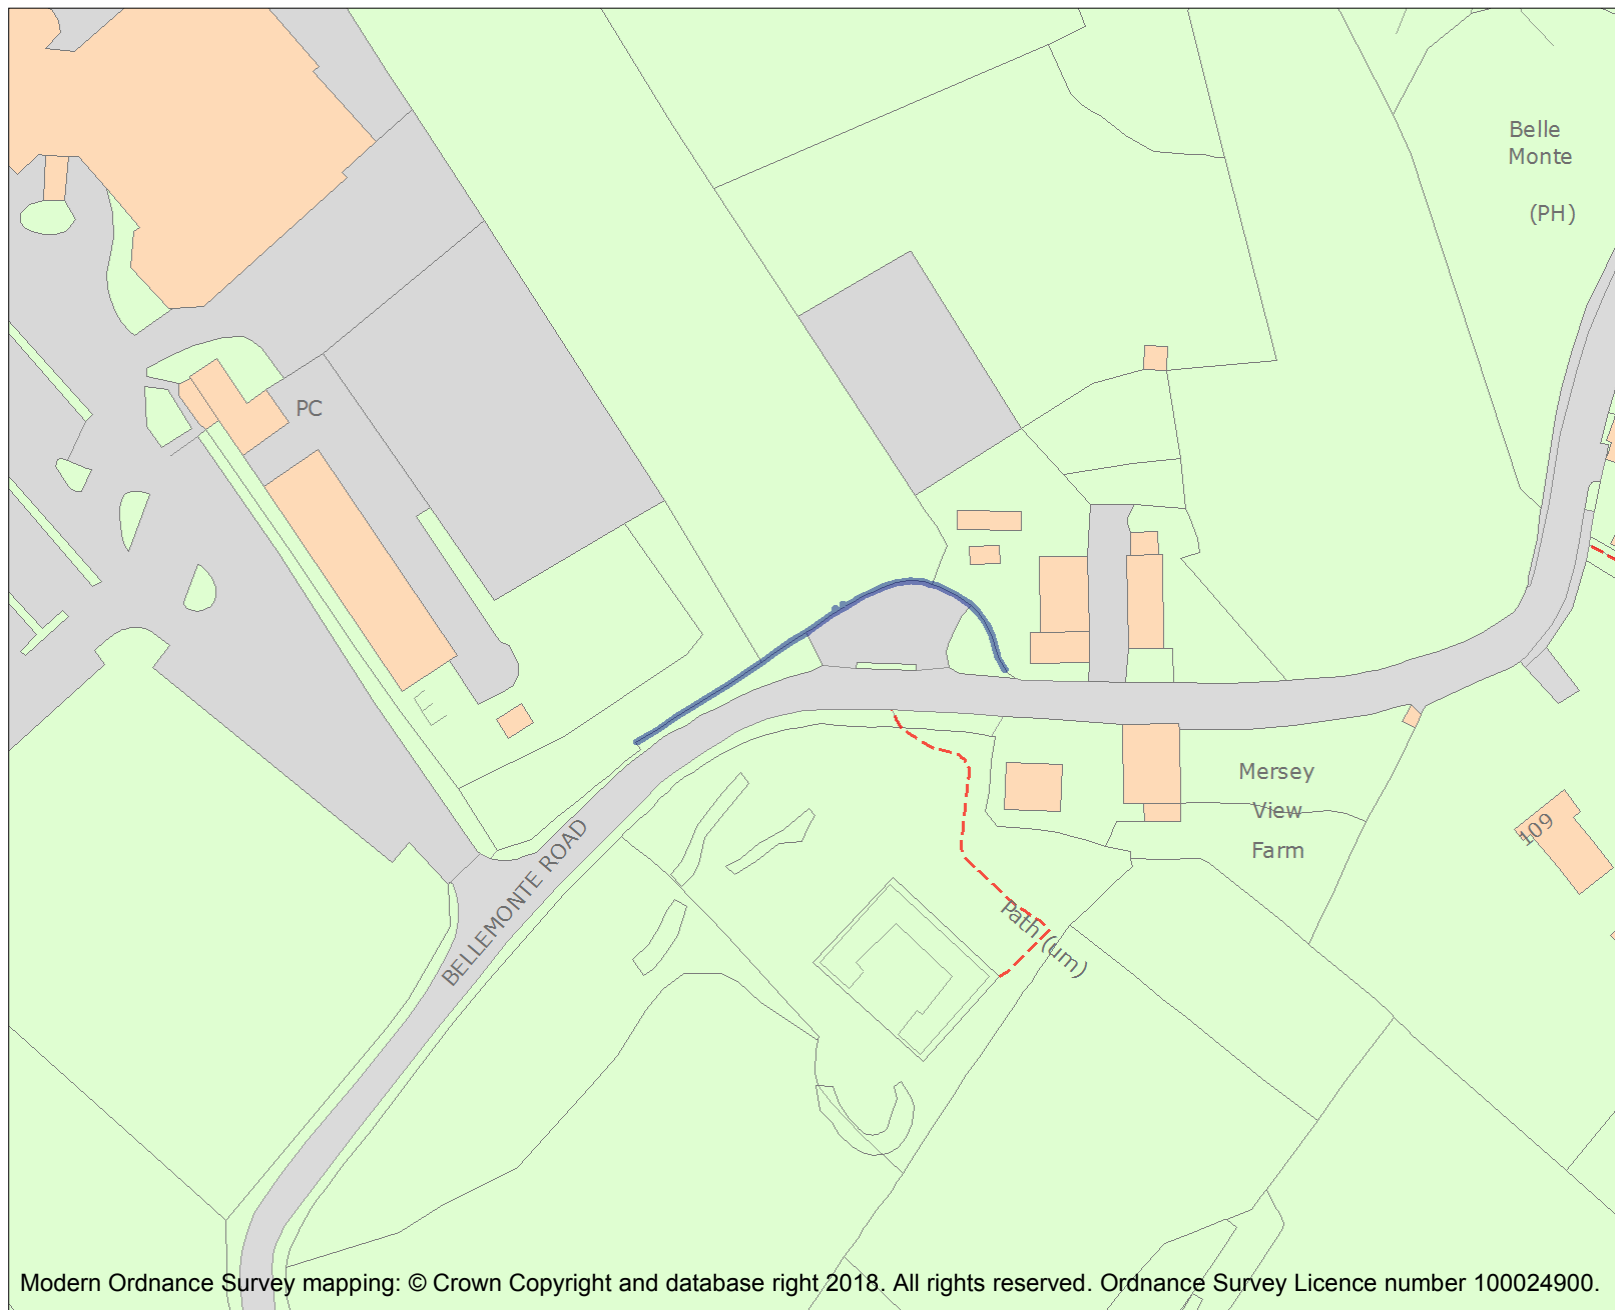 Belle
Monte
(PH)
PC
Mersey
View
Farm
109
BELLEMONTE ROAD
Path (um)
Modern Ordnance Survey mapping: © Crown Copyright and database right 2018. All rights reserved. Ordnance Survey Licence number 100024900.